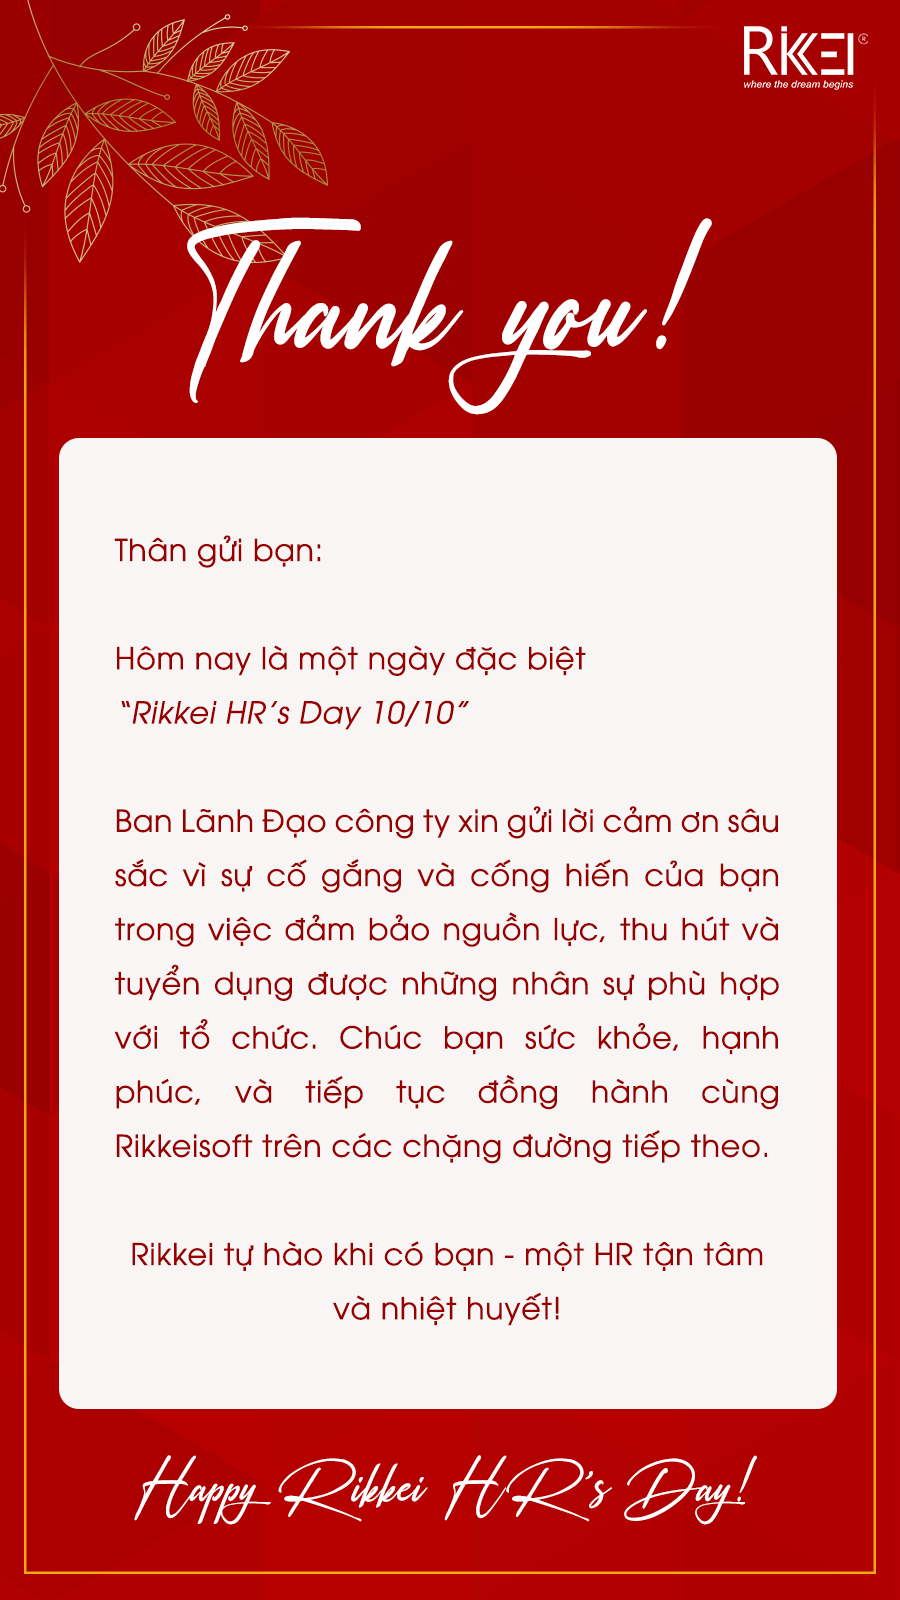 RIKKEI®
where the dream begins
Thank you!
Thân gửi bạn:
Hôm nay là một ngày đặc biệt
“Rikkei HR’s Day 10/10”
Ban Lãnh Đạo công ty xin gửi lời cảm ơn sâu
sắc vì sự cố gắng và cống hiến của bạn
trong việc đảm bảo nguồn lực, thu hút và
tuyển dụng được những nhân sự phù hợp
với tổ chức. Chúc bạn sức khỏe, hạnh
phúc, và tiếp tục đồng hành cùng
Rikkeisoft trên các chặng đường tiếp theo.
Rikkei tự hào khi có bạn - một HR tận tâm
và nhiệt huyết!
Happy Rikkei HR’s Day!